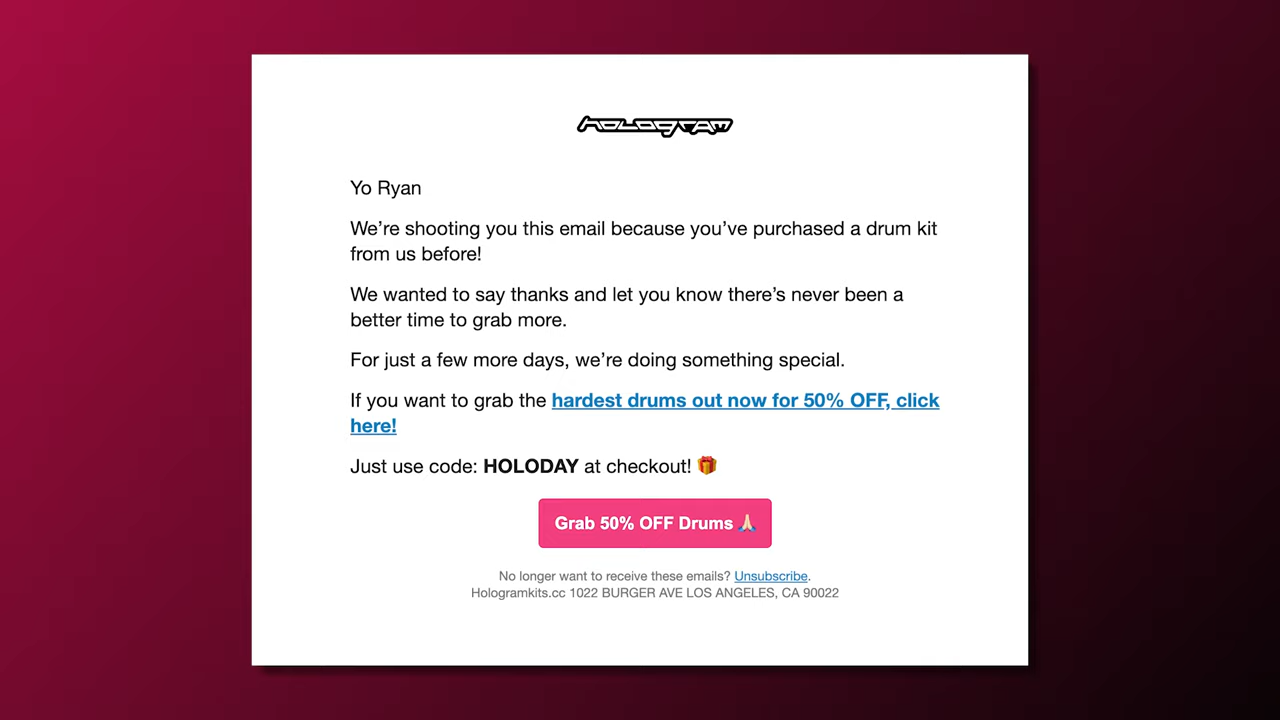 HOLOGRAM
Yo Ryan
We’re shooting you this email because you’ve purchased a drum kit
from us before!
We wanted to say thanks and let you know there’s never been a
better time to grab more.
For just a few more days, we’re doing something special.
If you want to grab the hardest drums out now for 50% OFF, click
here!
Just use code: HOLODAY at checkout! 🎁
Grab 50% OFF Drums 🙏🏻
No longer want to receive these emails? Unsubscribe.
Hologramkits.cc 1022 BURGER AVE LOS ANGELES, CA 90022